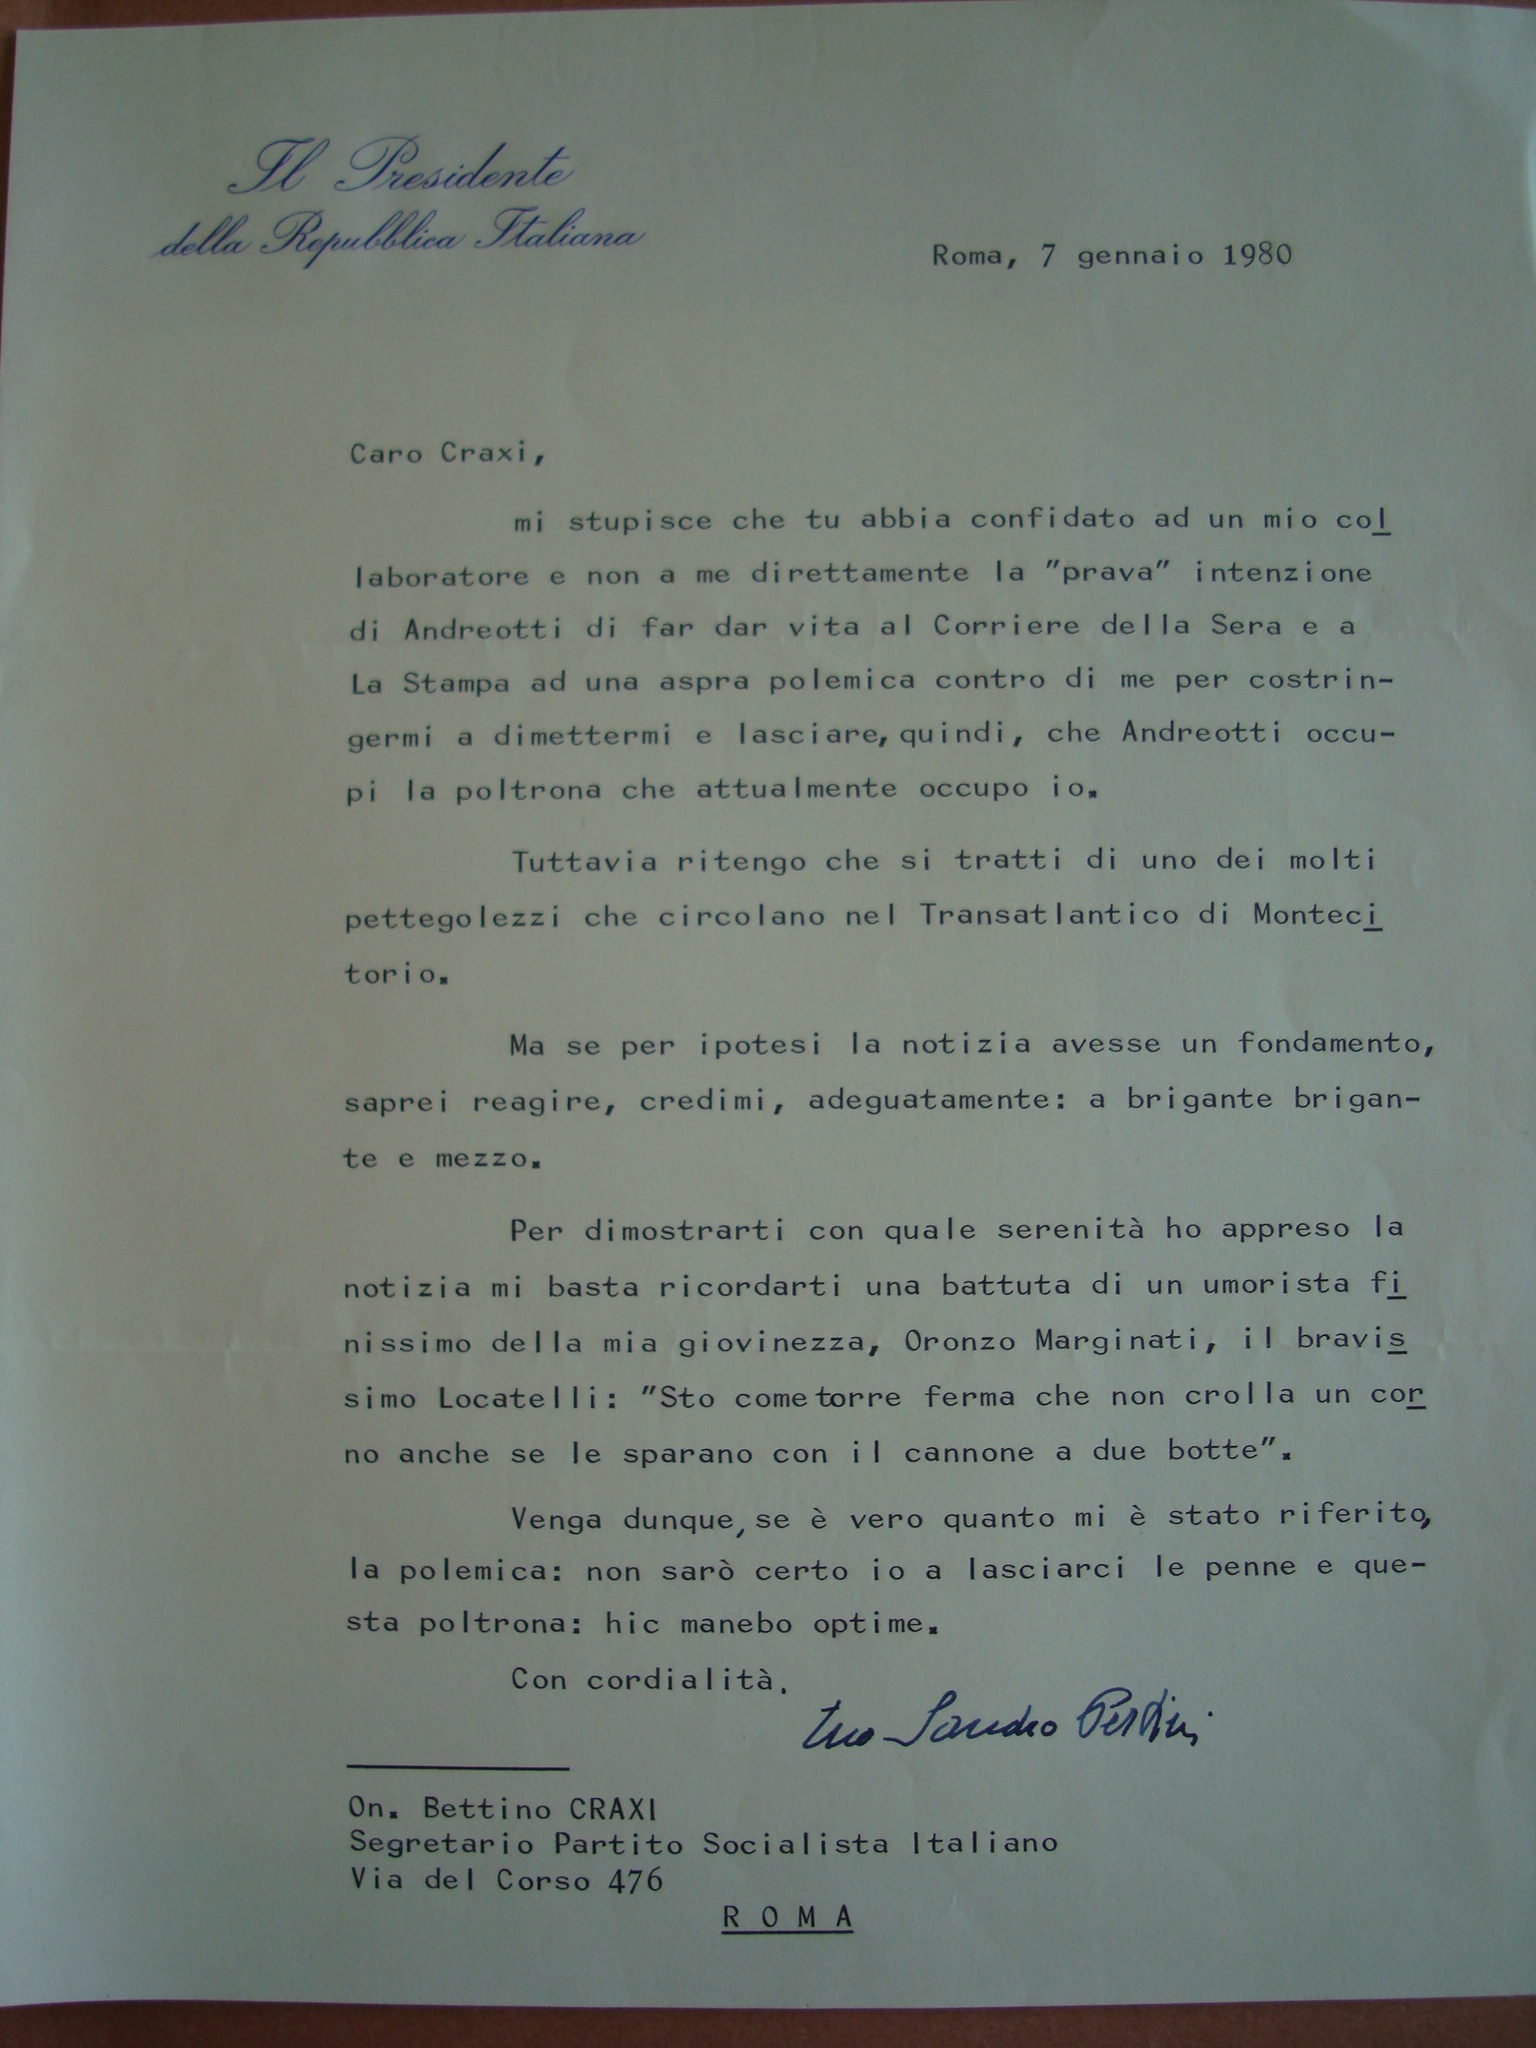 Il Presidente
della Repubblica Italiana
Roma, 7 gennaio 1980
Caro Craxi,
mi stupisce che tu abbia confidato ad un mio col
laboratore e non a me direttamente la "prava" intenzione
di Andreotti di far dar vita al Corriere della Sera e a
La Stampa ad una aspra polemica contro di me per costrin-
germi a dimettermi e lasciare, quindi, che Andreotti occu-
pi la poltrona che attualmente occupo io.
Tuttavia ritengo che si tratti di uno dei molti
pettegolezzi che circolano nel Transatlantico di Monteci
torio.
Ma se per ipotesi la notizia avesse un fondamento,
saprei reagire, credimi, adeguatamente: a brigante brigan-
te e mezzo.
Per dimostrarti con quale serenità ho appreso la
notizia mi basta ricordarti una battuta di un umorista fi
nissimo della mia giovinezza, Oronzo Marginati, il bravis
simo Locatelli: "Sto come torre ferma che non crolla un cor
no anche se le sparano con il cannone a due botte".
Venga dunque, se è vero quanto mi è stato riferito,
la polemica: non sarò certo io a lasciarci le penne e que-
sta poltrona: hic manebo optime.
Con cordialità.
tuo Sandro Pertini
On. Bettino CRAXI
Segretario Partito Socialista Italiano
Via del Corso 476
R O M A